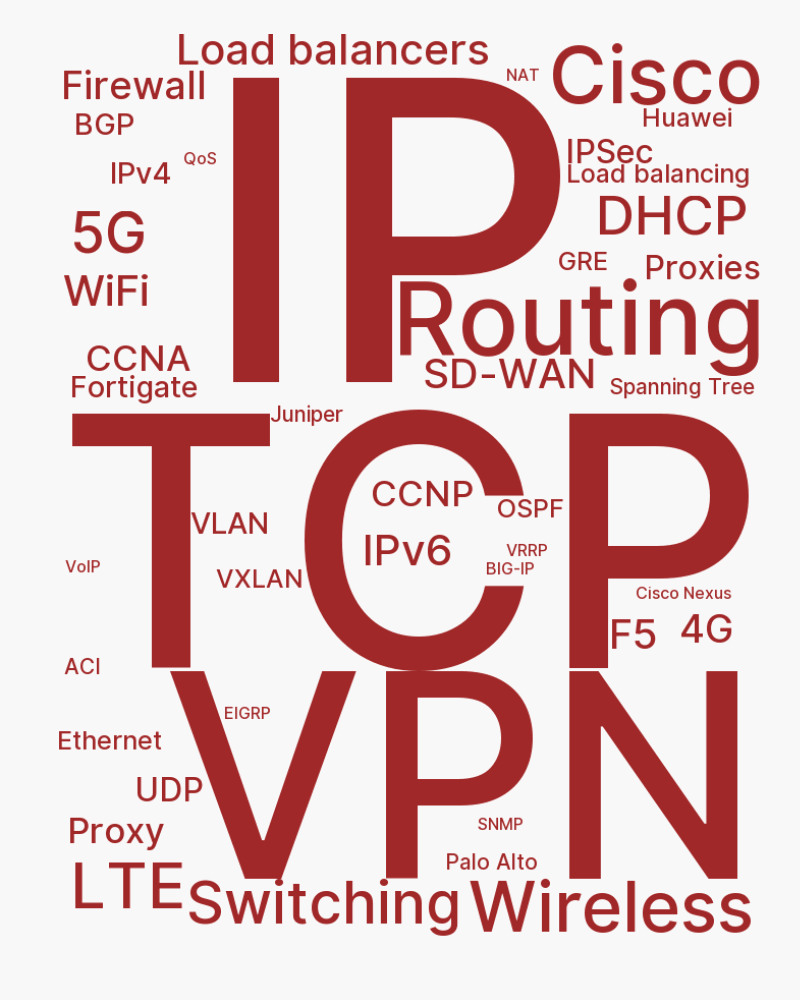 Load balancers
Firewall
NAT
Cisco
BGP
Huawei
IP
QoS
IPv4
IPSec
Load balancing
5G
DHCP
WiFi
GRE
Proxies
Routing
CCNA
SD-WAN
Fortigate
Spanning Tree
Juniper
TCP
CCNP
OSPF
VLAN
IPv6
VRRP
VoIP
BIG-IP
VXLAN
Cisco Nexus
F5
4G
ACI
VPN
EIGRP
Ethernet
UDP
SNMP
Proxy
Palo Alto
LTE
Switching
Wireless